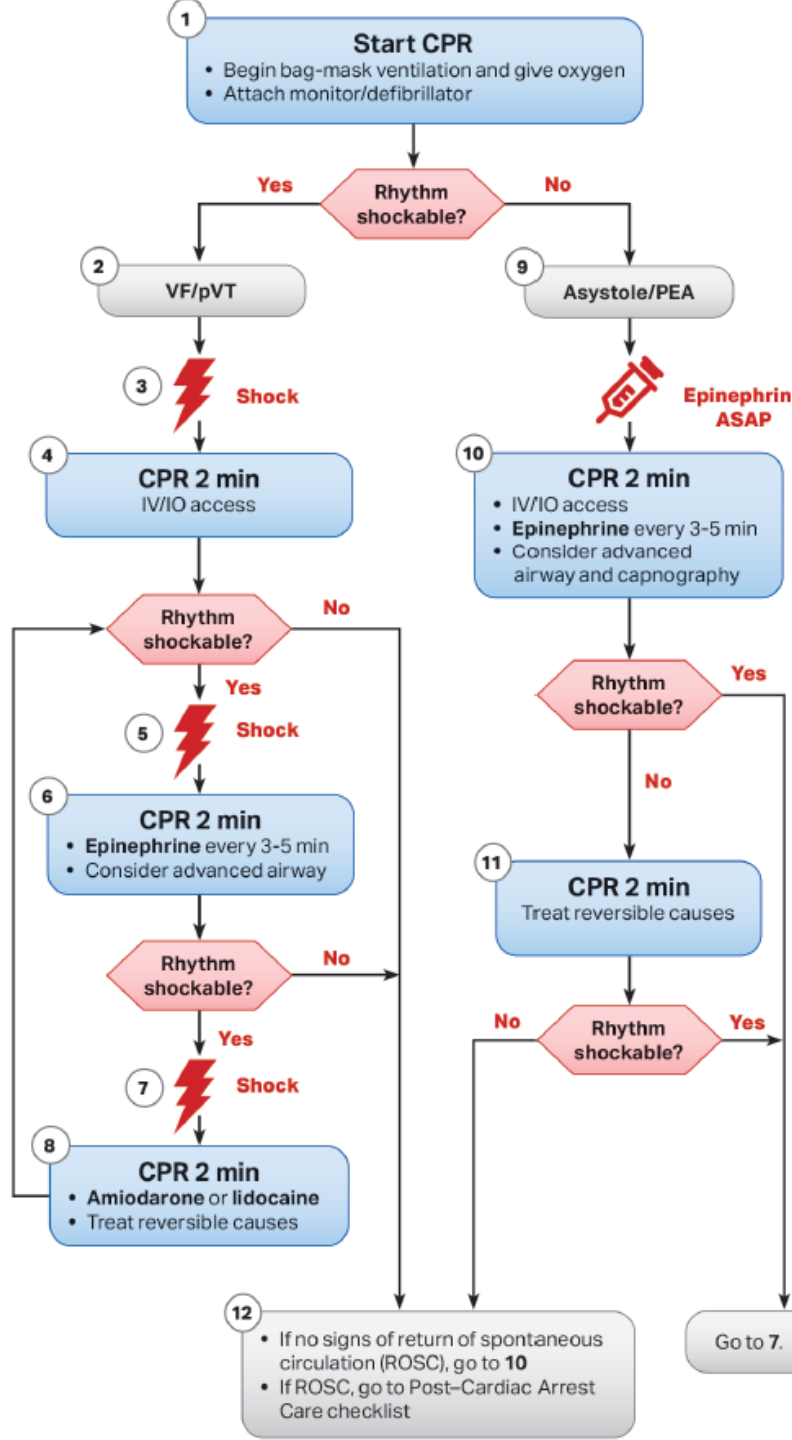 1
Start CPR
• Begin bag-mask ventilation and give oxygen
• Attach monitor/defibrillator
Rhythm
shockable?
Yes
No
2
VF/pVT
9
Asystole/PEA
3
Shock
Epinephrin
ASAP
4
CPR 2 min
IV/IO access
10
CPR 2 min
• IV/IO access
• Epinephrine every 3-5 min
• Consider advanced
airway and capnography
Rhythm
shockable?
No
Yes
5
Shock
Rhythm
shockable?
Yes
No
6
CPR 2 min
• Epinephrine every 3-5 min
• Consider advanced airway
11
CPR 2 min
Treat reversible causes
Rhythm
shockable?
No
Yes
7
Shock
Rhythm
shockable?
No
Yes
8
CPR 2 min
• Amiodarone or lidocaine
• Treat reversible causes
12
• If no signs of return of spontaneous
circulation (ROSC), go to 10
• If ROSC, go to Post–Cardiac Arrest
Care checklist
Go to 7.